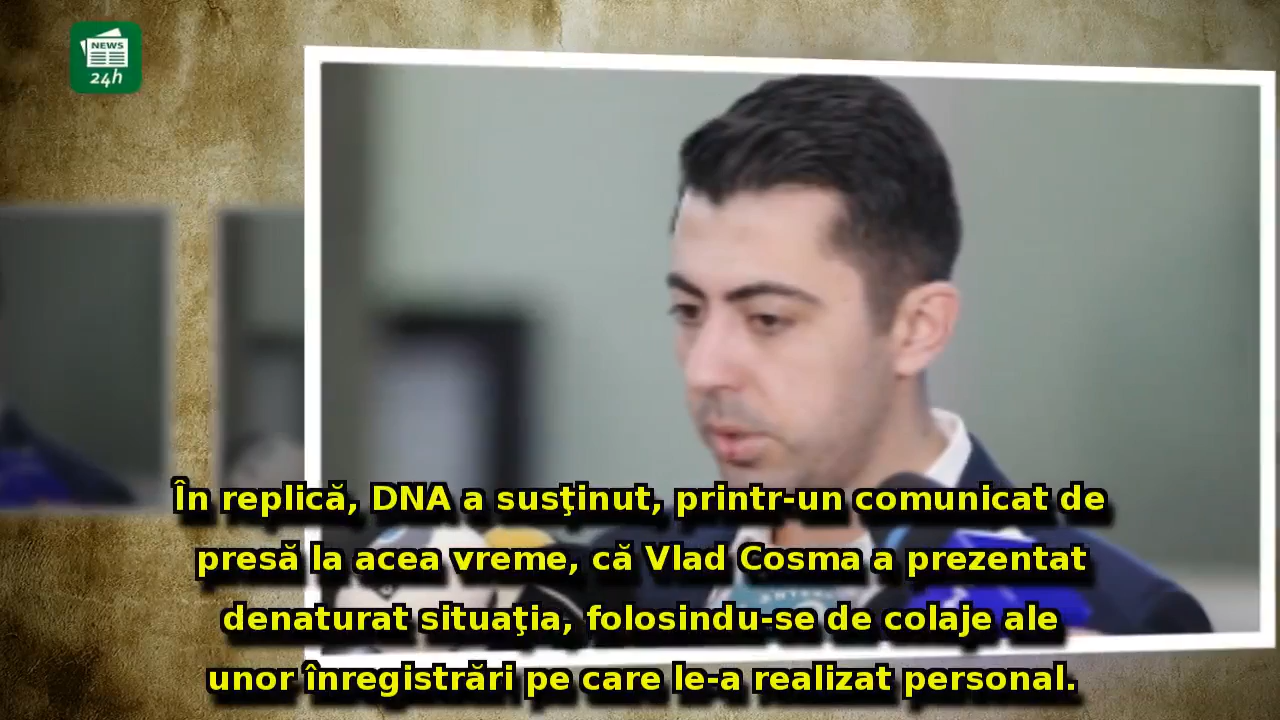 NEWS
24h
În replică, DNA a susţinut, printr-un comunicat de
presă la acea vreme, că Vlad Cosma a prezentat
denaturat situaţia, folosindu-se de colaje ale
unor înregistrări pe care le-a realizat personal.